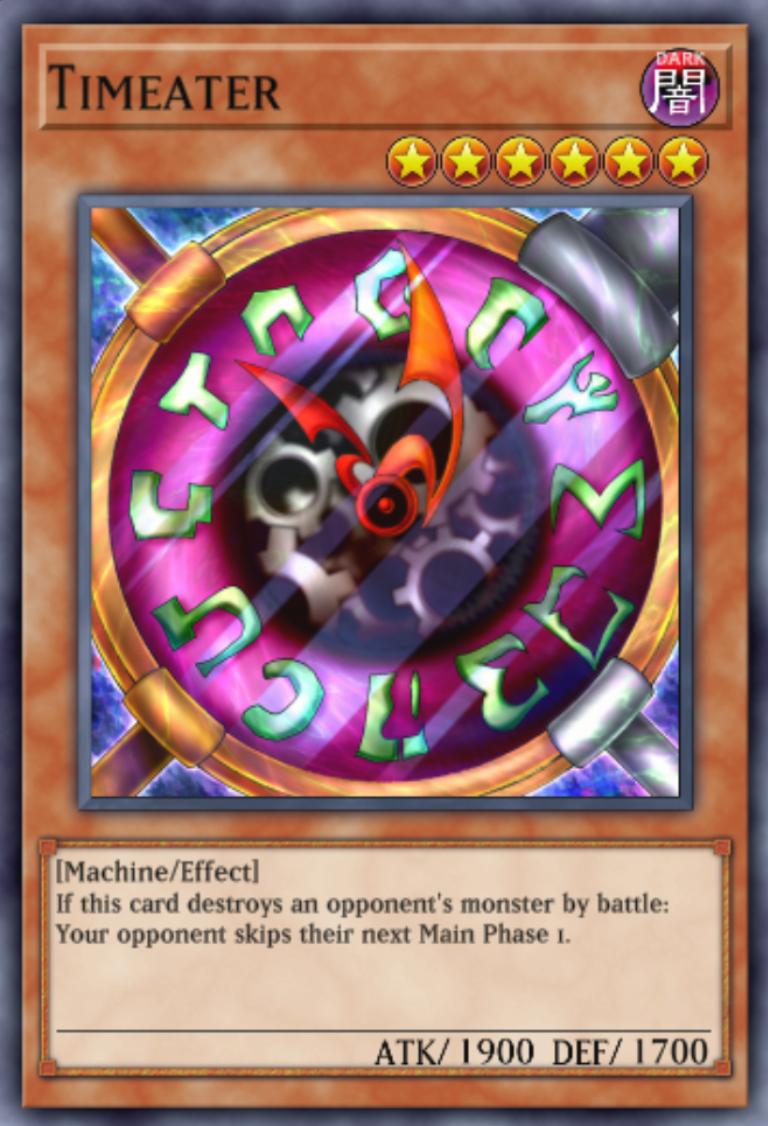 TIMEATER
DARK
闇
[Machine/Effect]
If this card destroys an opponent's monster by battle:
Your opponent skips their next Main Phase 1.
ATK/ 1900 DEF/ 1700